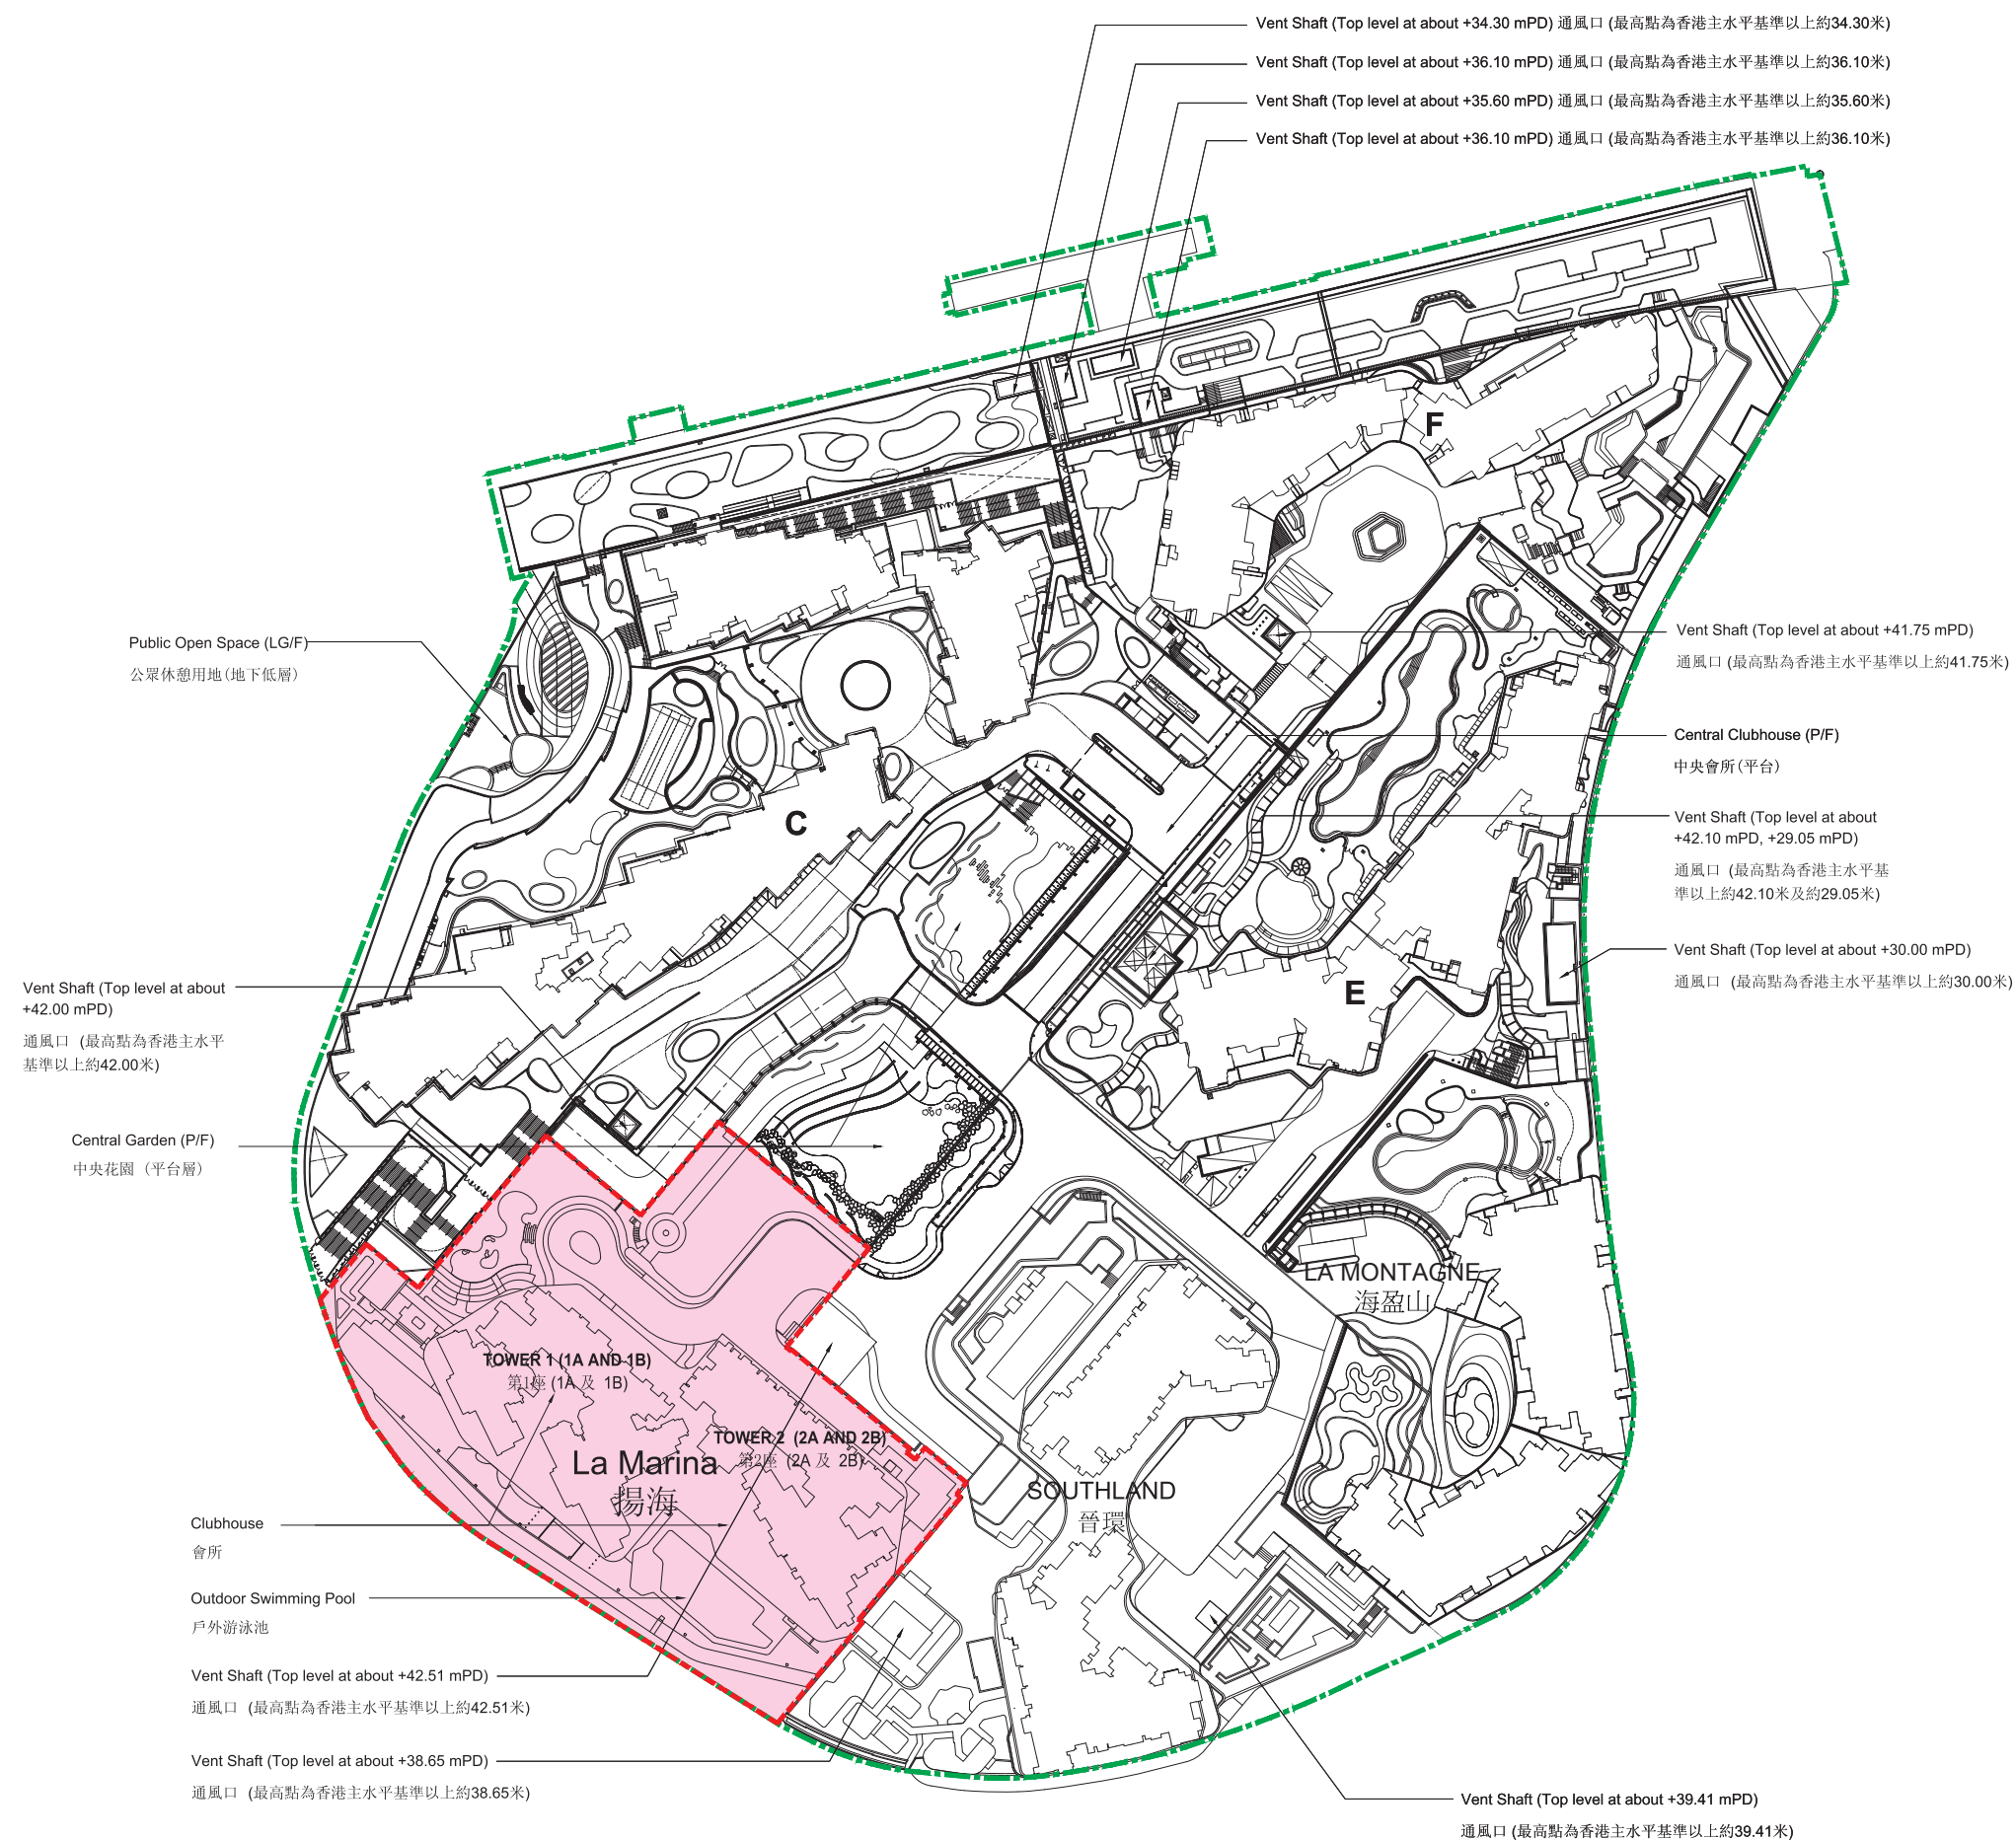 Vent Shaft (Top level at about +34.30 mPD) 通風口 (最高點為香港主水平基準以上約34.30米)
Vent Shaft (Top level at about +36.10 mPD) 通風口 (最高點為香港主水平基準以上約36.10米)
Vent Shaft (Top level at about +35.60 mPD) 通風口 (最高點為香港主水平基準以上約35.60米)
Vent Shaft (Top level at about +36.10 mPD) 通風口 (最高點為香港主水平基準以上約36.10米)
F
Public Open Space (LG/F)
公眾休憩用地(地下低層)
Vent Shaft (Top level at about +41.75 mPD)
通風口 (最高點為香港主水平基準以上約41.75米)
Central Clubhouse (P/F)
中央會所(平台)
C
Vent Shaft (Top level at about
+42.10 mPD, +29.05 mPD)
通風口 (最高點為香港主水平基
準以上約42.10米及約29.05米)
Vent Shaft (Top level at about +30.00 mPD)
通風口 (最高點為香港主水平基準以上約30.00米)
E
Vent Shaft (Top level at about
+42.00 mPD)
通風口 (最高點為香港主水平
基準以上約42.00米)
Central Garden (P/F)
中央花園 (平台層)
LA MONTAGNE
海盈山
TOWER 1 (1A AND 1B)
第1座 (1A 及 1B)
TOWER 2 (2A AND 2B)
第2座 (2A 及 2B)
La Marina
揚海
SOUTHLAND
晉環
Clubhouse
會所
Outdoor Swimming Pool
戶外游泳池
Vent Shaft (Top level at about +42.51 mPD)
通風口 (最高點為香港主水平基準以上約42.51米)
Vent Shaft (Top level at about +38.65 mPD)
通風口 (最高點為香港主水平基準以上約38.65米)
Vent Shaft (Top level at about +39.41 mPD)
通風口 (最高點為香港主水平基準以上約39.41米)